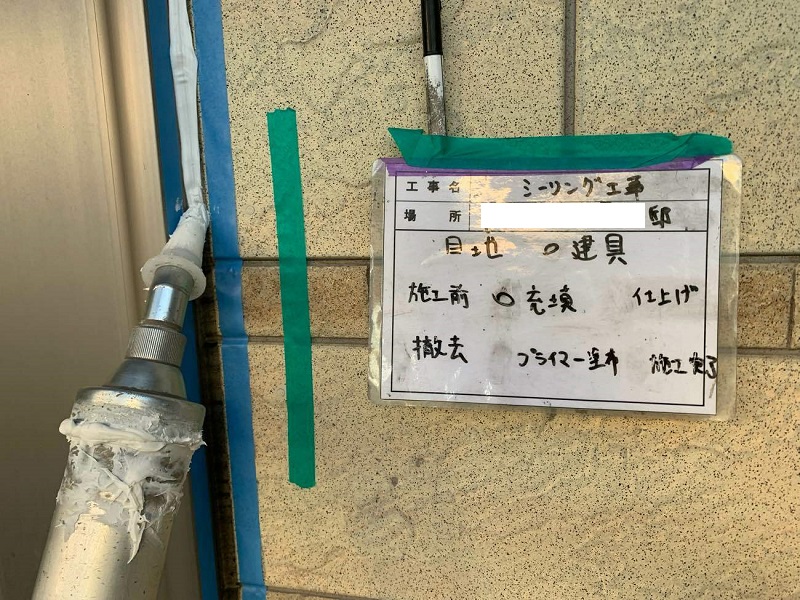 工事名 シーリング工事
場所 邸
目地 ○建具
施工前 ○充填 仕上げ
撤去 プライマー塗布 施工完了